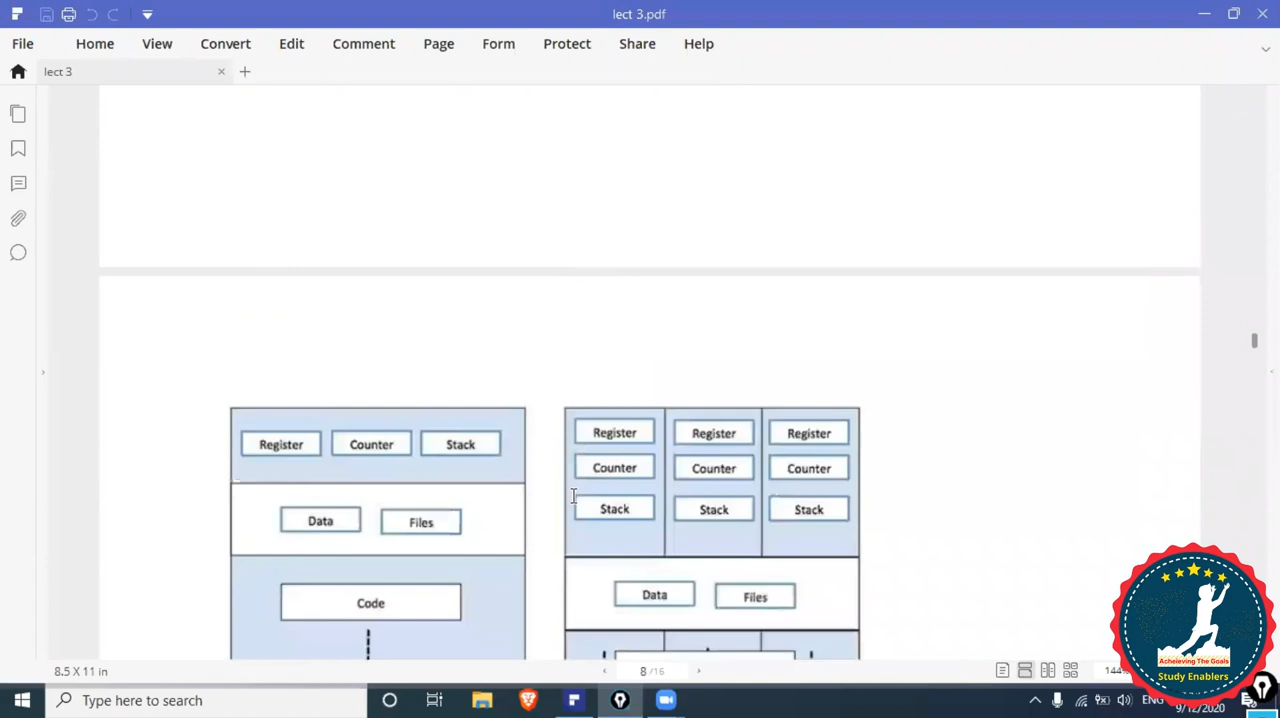 lect 3.pdf
File Home View Convert Edit Comment Page Form Protect Share Help
lect 3
Register Counter Stack
Data Files
Code
Register Register Register
Counter Counter Counter
Stack Stack Stack
Data Files
8.5 X 11 in
8 /16
144%
Type here to search
ENG
9/12/2020
Acheieving The Goals
Study Enablers